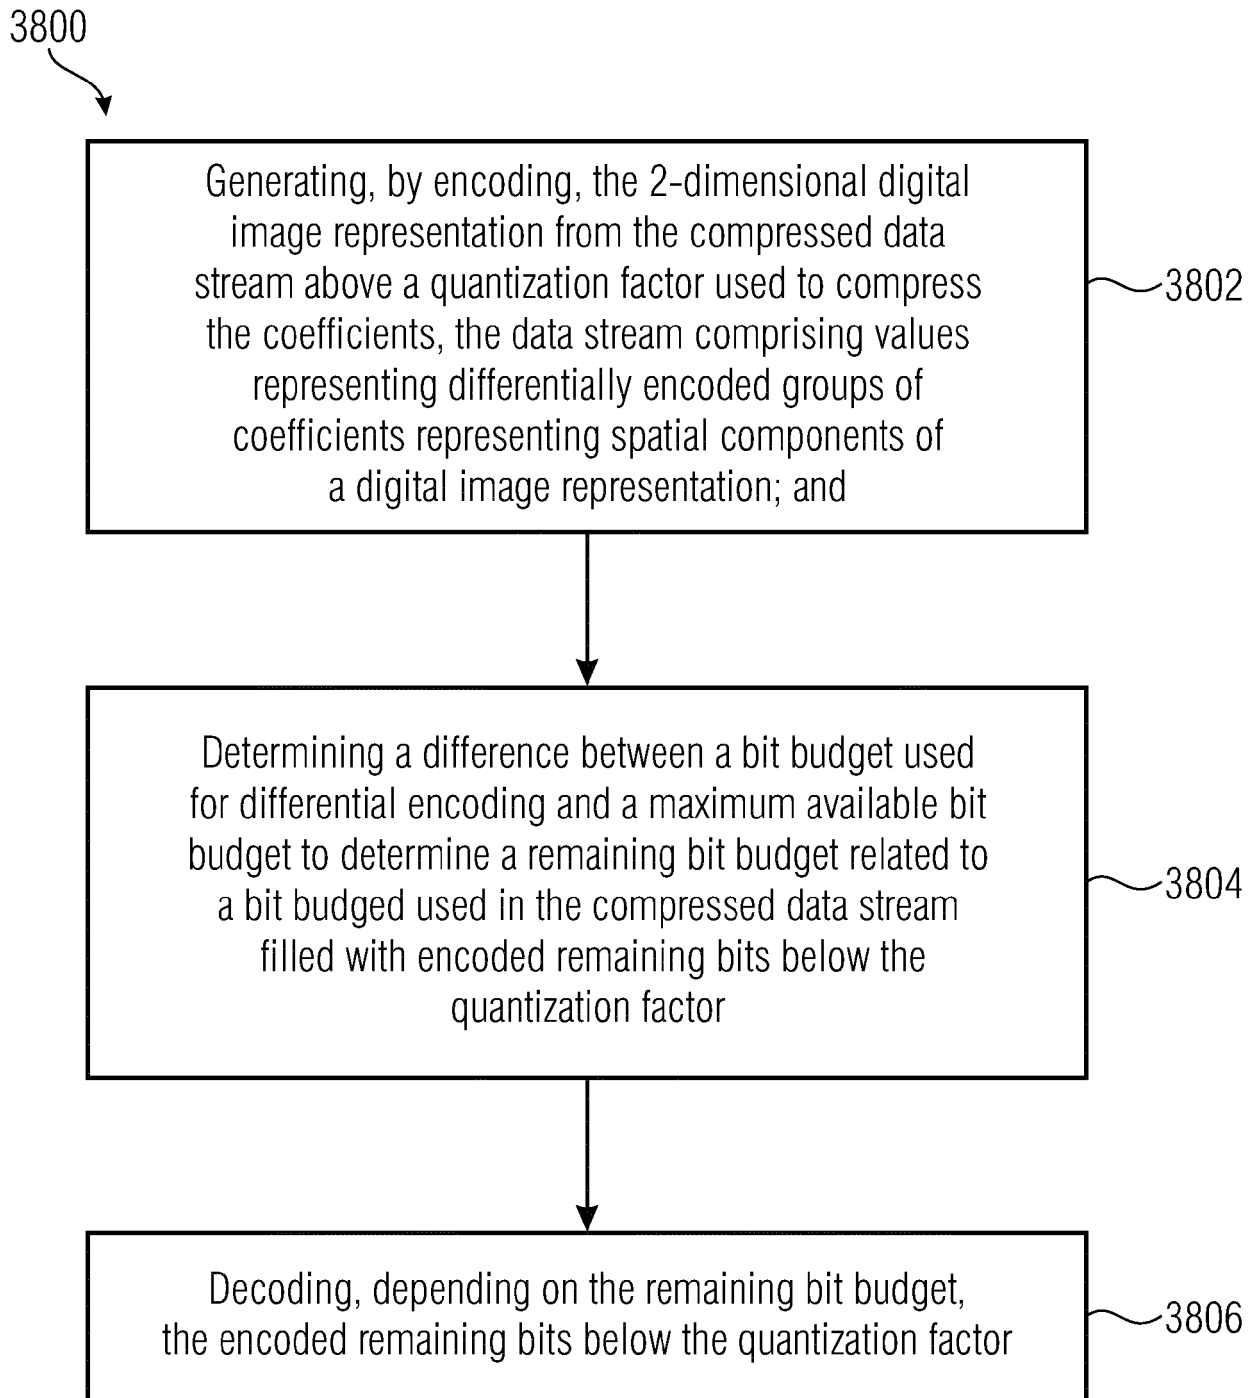 3800
Generating, by encoding, the 2-dimensional digital
image representation from the compressed data
stream above a quantization factor used to compress
the coefficients, the data stream comprising values
representing differentially encoded groups of
coefficients representing spatial components of
a digital image representation; and
3802
Determining a difference between a bit budget used
for differential encoding and a maximum available bit
budget to determine a remaining bit budget related to
a bit budged used in the compressed data stream
filled with encoded remaining bits below the
quantization factor
3804
Decoding, depending on the remaining bit budget,
the encoded remaining bits below the quantization factor
3806